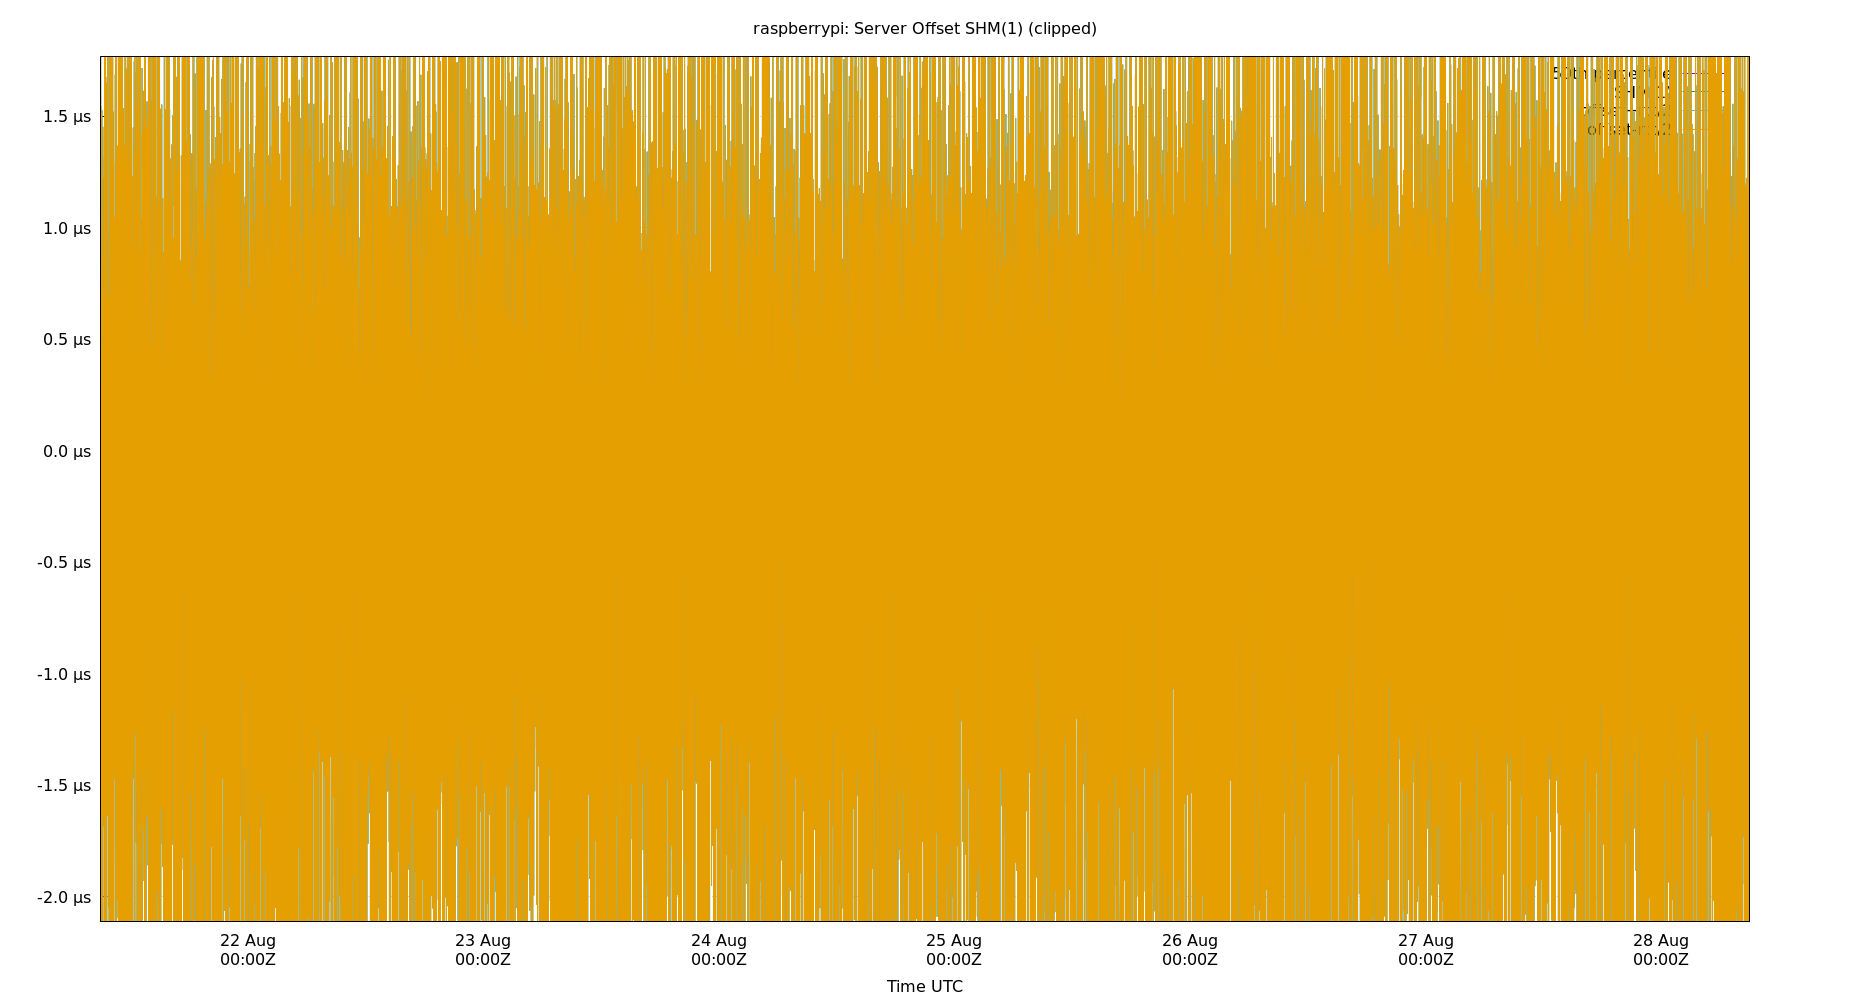 raspberrypi: Server Offset SHM(1) (clipped)
50th percentile
1.5 µs
1.0 µs
0.5 µs
0.0 µs
-0.5 µs
-1.0 µs
-1.5 µs
-2.0 µs
22 Aug 23 Aug 24 Aug 25 Aug 26 Aug 27 Aug 28 Aug
00:00Z 00:00Z 00:00Z 00:00Z 00:00Z 00:00Z 00:00Z
Time UTC